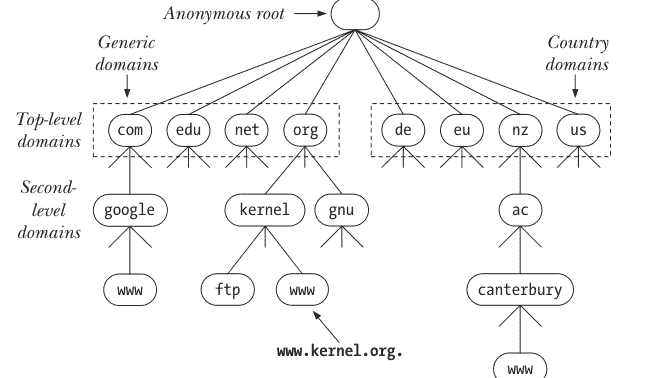 Anonymous root
Generic
domains
Country
domains
Top-level
domains
com
edu
net
org
de
eu
nz
us
Second-
level
domains
google
kernel
gnu
ac
www
ftp
www
canterbury
www.kernel.org.
www